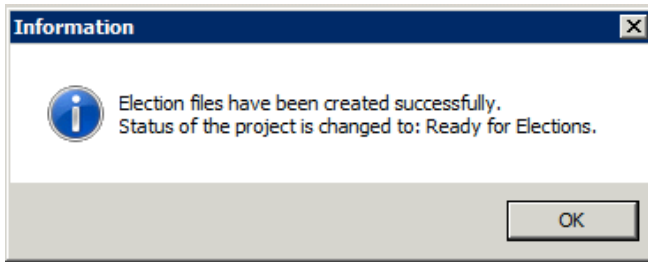 Information
Election files have been created successfully.
Status of the project is changed to: Ready for Elections.
OK